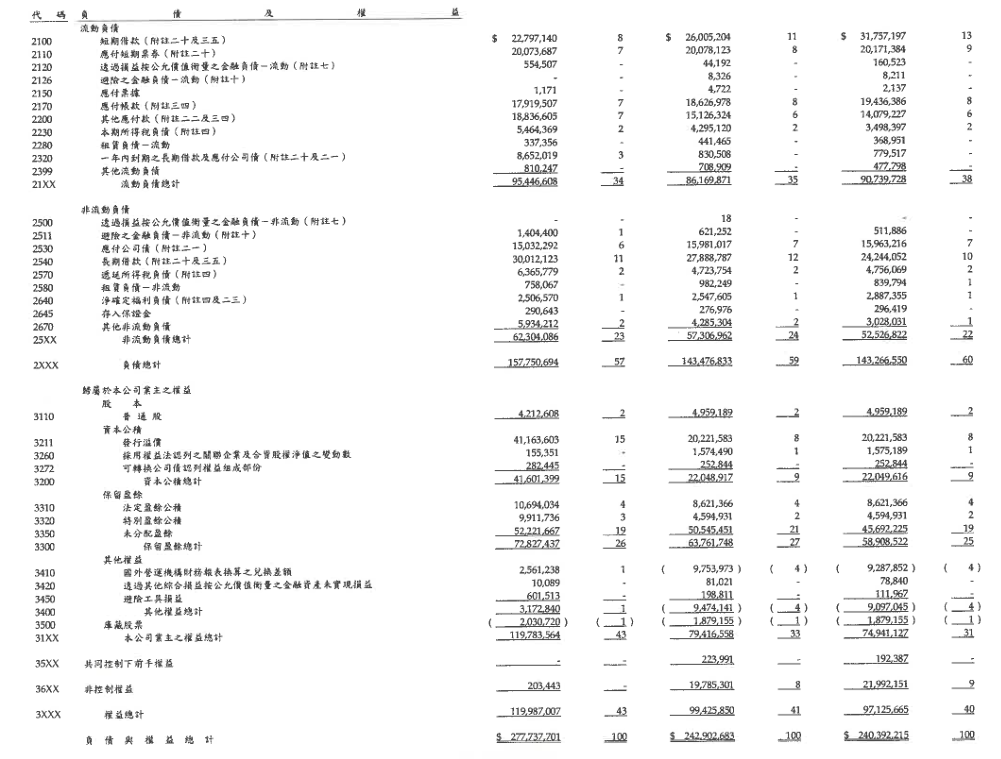 代 碼 負 債 及 權 益
流動負債
2100 短期借款（附註二十及三五） $ 22,797,140 8 $ 26,005,204 11 $ 31,757,197 13
2110 應付短期票券（附註二十） 20,073,687 7 20,078,123 8 20,171,384 9
2120 透過損益按公允價值衡量之金融負債－流動（附註七） 554,507 - 44,192 - 160,523 -
2126 避險之金融負債－流動（附註十） - - 8,326 - 8,211 -
2150 應付票據 1,171 - 4,722 - 2,137 -
2170 應付帳款（附註三四） 17,919,507 7 18,626,978 8 19,436,386 8
2200 其他應付款（附註二二及三四） 18,836,605 7 15,126,324 6 14,079,227 6
2230 本期所得稅負債（附註四） 5,464,369 2 4,295,120 2 3,498,397 2
2280 租賃負債－流動 337,356 - 441,465 - 368,951 -
2320 一年內到期之長期借款及應付公司債（附註二十及二一） 8,652,019 3 830,508 - 779,517 -
2399 其他流動負債 810,247 - 708,909 - 477,798 -
21XX 流動負債總計 95,446,608 34 86,169,871 35 90,739,728 38
非流動負債
2500 透過損益按公允價值衡量之金融負債－非流動（附註七） - - 18 - - -
2511 避險之金融負債－非流動（附註十） 1,404,400 1 621,252 - 511,886 -
2530 應付公司債（附註二一） 15,032,292 6 15,981,017 7 15,963,216 7
2540 長期借款（附註二十及三五） 30,012,123 11 27,888,787 12 24,244,052 10
2570 遞延所得稅負債（附註四） 6,365,779 2 4,723,754 2 4,756,069 2
2580 租賃負債－非流動 758,067 - 982,249 - 839,794 1
2640 淨確定福利負債（附註四及二三） 2,506,570 1 2,547,605 1 2,887,355 1
2645 存入保證金 290,643 - 276,976 - 296,419 -
2670 其他非流動負債 5,934,212 2 4,285,304 2 3,028,031 1
25XX 非流動負債總計 62,304,086 23 57,306,962 24 52,526,822 22
2XXX 負債總計 157,750,694 57 143,476,833 59 143,266,550 60
歸屬於本公司業主之權益
股 本
3110 普 通 股 4,212,608 2 4,959,189 2 4,959,189 2
資本公積
3211 發行溢價 41,163,603 15 20,221,583 8 20,221,583 8
3260 採用權益法認列之關聯企業及合資股權淨值之變動數 155,351 - 1,574,490 1 1,575,189 1
3272 可轉換公司債認列權益組成部份 282,445 - 252,844 - 252,844 -
3200 資本公積總計 41,601,399 15 22,048,917 9 22,049,616 9
保留盈餘
3310 法定盈餘公積 10,694,034 4 8,621,366 4 8,621,366 4
3320 特別盈餘公積 9,911,736 3 4,594,931 2 4,594,931 2
3350 未分配盈餘 52,221,667 19 50,545,451 21 45,692,225 19
3300 保留盈餘總計 72,827,437 26 63,761,748 27 58,908,522 25
其他權益
3410 國外營運機構財務報表換算之兌換差額 2,561,238 1 ( 9,753,973 ) ( 4 ) ( 9,287,852 ) ( 4 )
3420 透過其他綜合損益按公允價值衡量之金融資產未實現損益 10,089 - 81,021 - 78,840 -
3450 避險工具損益 601,513 - 198,811 - 111,967 -
3400 其他權益總計 3,172,840 1 ( 9,474,141 ) ( 4 ) ( 9,097,045 ) ( 4 )
3500 庫藏股票 ( 2,030,720 ) ( 1 ) ( 1,879,155 ) ( 1 ) ( 1,879,155 ) ( 1 )
31XX 本公司業主之權益總計 119,783,564 43 79,416,558 33 74,941,127 31
35XX 共同控制下前手權益 - - 223,991 - 192,387 -
36XX 非控制權益 203,443 - 19,785,301 8 21,992,151 9
3XXX 權益總計 119,987,007 43 99,425,850 41 97,125,665 40
負 債 與 權 益 總 計 $ 277,737,701 100 $ 242,902,683 100 $ 240,392,215 100